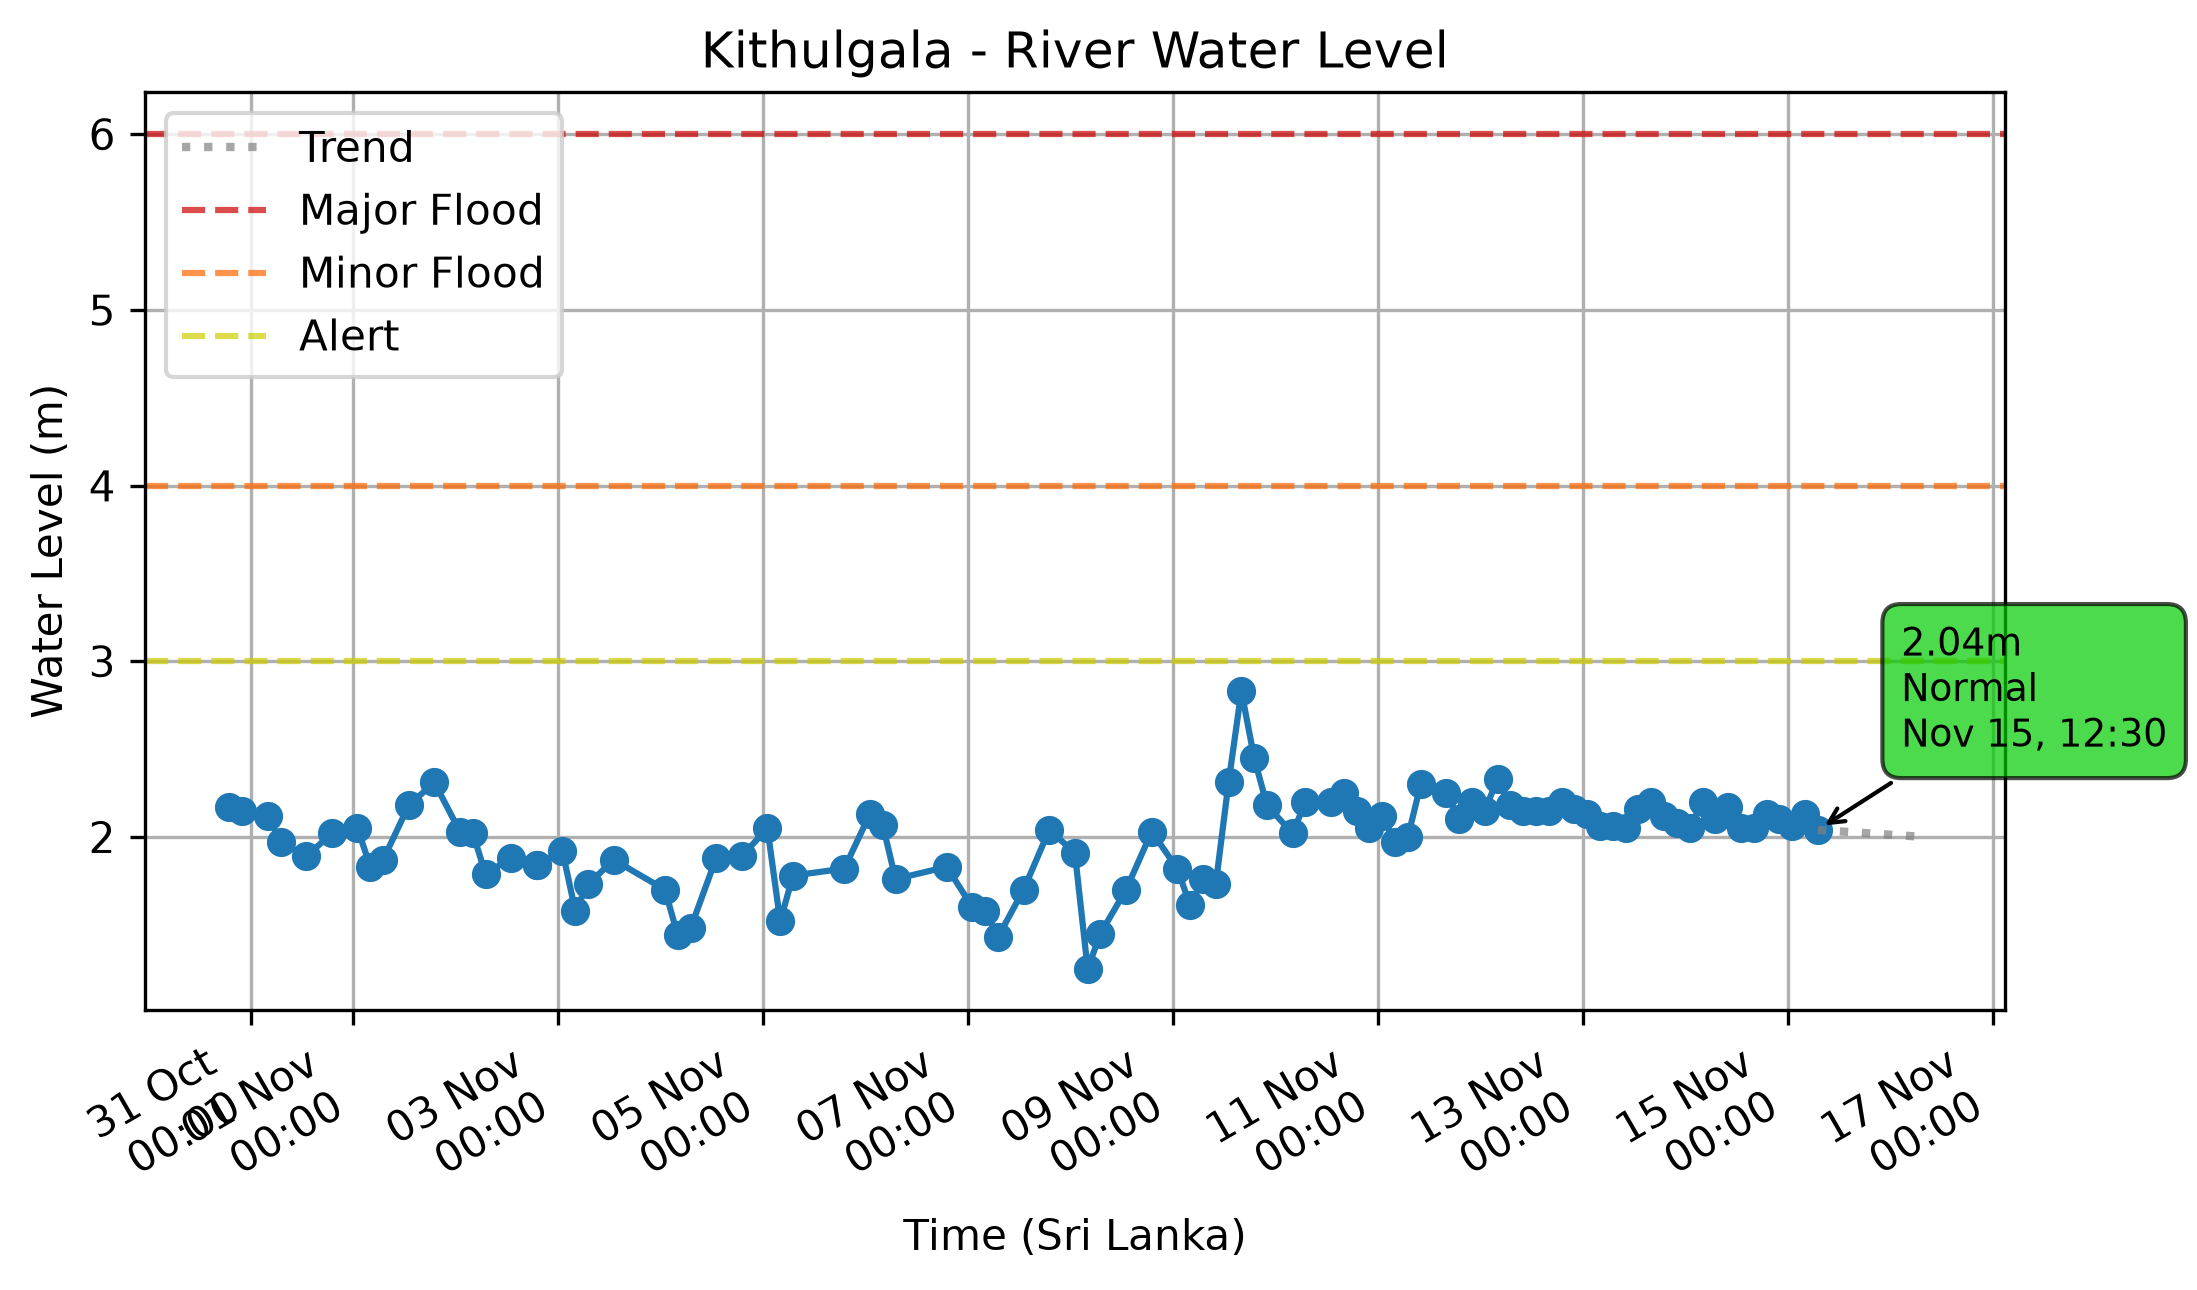 Kithulgala - River Water Level
Trend
Major Flood
Minor Flood
Alert
6
5
4
3
2
Water Level (m)
2.04m
Normal
Nov 15, 12:30
31 Oct
00:00
01 Nov
00:00
03 Nov
00:00
05 Nov
00:00
07 Nov
00:00
09 Nov
00:00
11 Nov
00:00
13 Nov
00:00
15 Nov
00:00
17 Nov
00:00
Time (Sri Lanka)